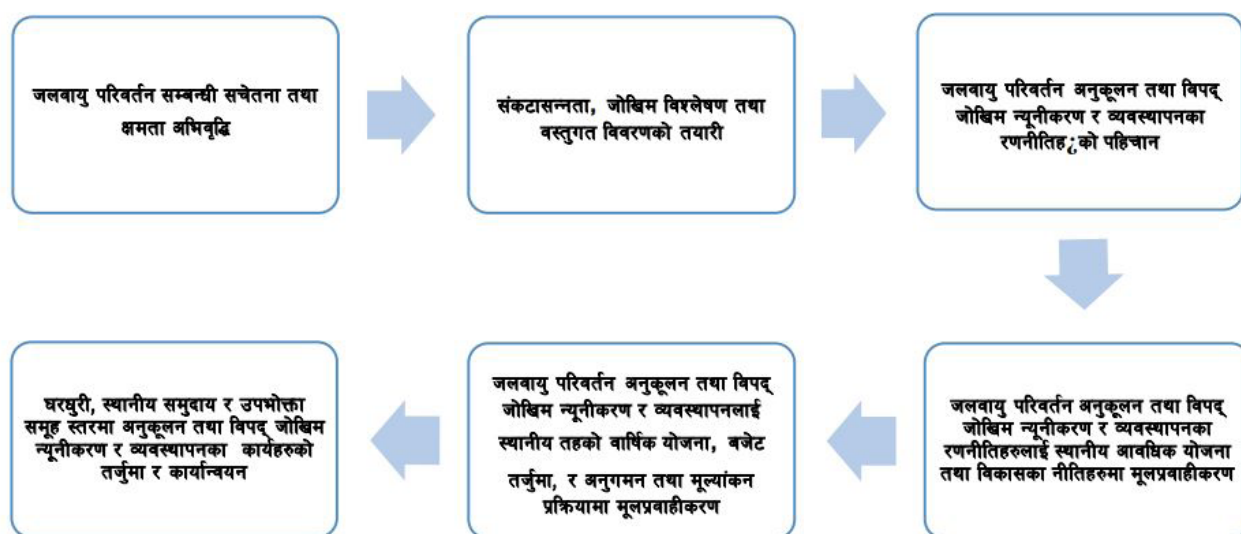 जलवायु परिवर्तन सम्बन्धी सचेतना तथा
क्षमता अभिवृद्धि
संकटासन्नता, जोखिम विश्लेषण तथा
वस्तुगत विवरणको तयारी
जलवायु परिवर्तन अनुकूलन तथा विपद्
जोखिम न्यूनीकरण र व्यवस्थापनका
रणनीतिह¿को पहिचान
जलवायु परिवर्तन अनुकूलन तथा विपद्
जोखिम न्यूनीकरण र व्यवस्थापनका
रणनीतिहरुलाई स्थानीय आवधिक योजना
तथा विकासका नीतिहरुमा मूलप्रवाहीकरण
जलवायु परिवर्तन अनुकूलन तथा विपद्
जोखिम न्यूनीकरण र व्यवस्थापनलाई
स्थानीय तहको वार्षिक योजना, बजेट
तर्जुमा, र अनुगमन तथा मूल्यांकन
प्रक्रियामा मूलप्रवाहीकरण
घरधुरी, स्थानीय समुदाय र उपभोक्ता
समूह स्तरमा अनुकूलन तथा विपद् जोखिम
न्यूनीकरण र व्यवस्थापनका कार्यहरुको
तर्जुमा र कार्यान्वयन